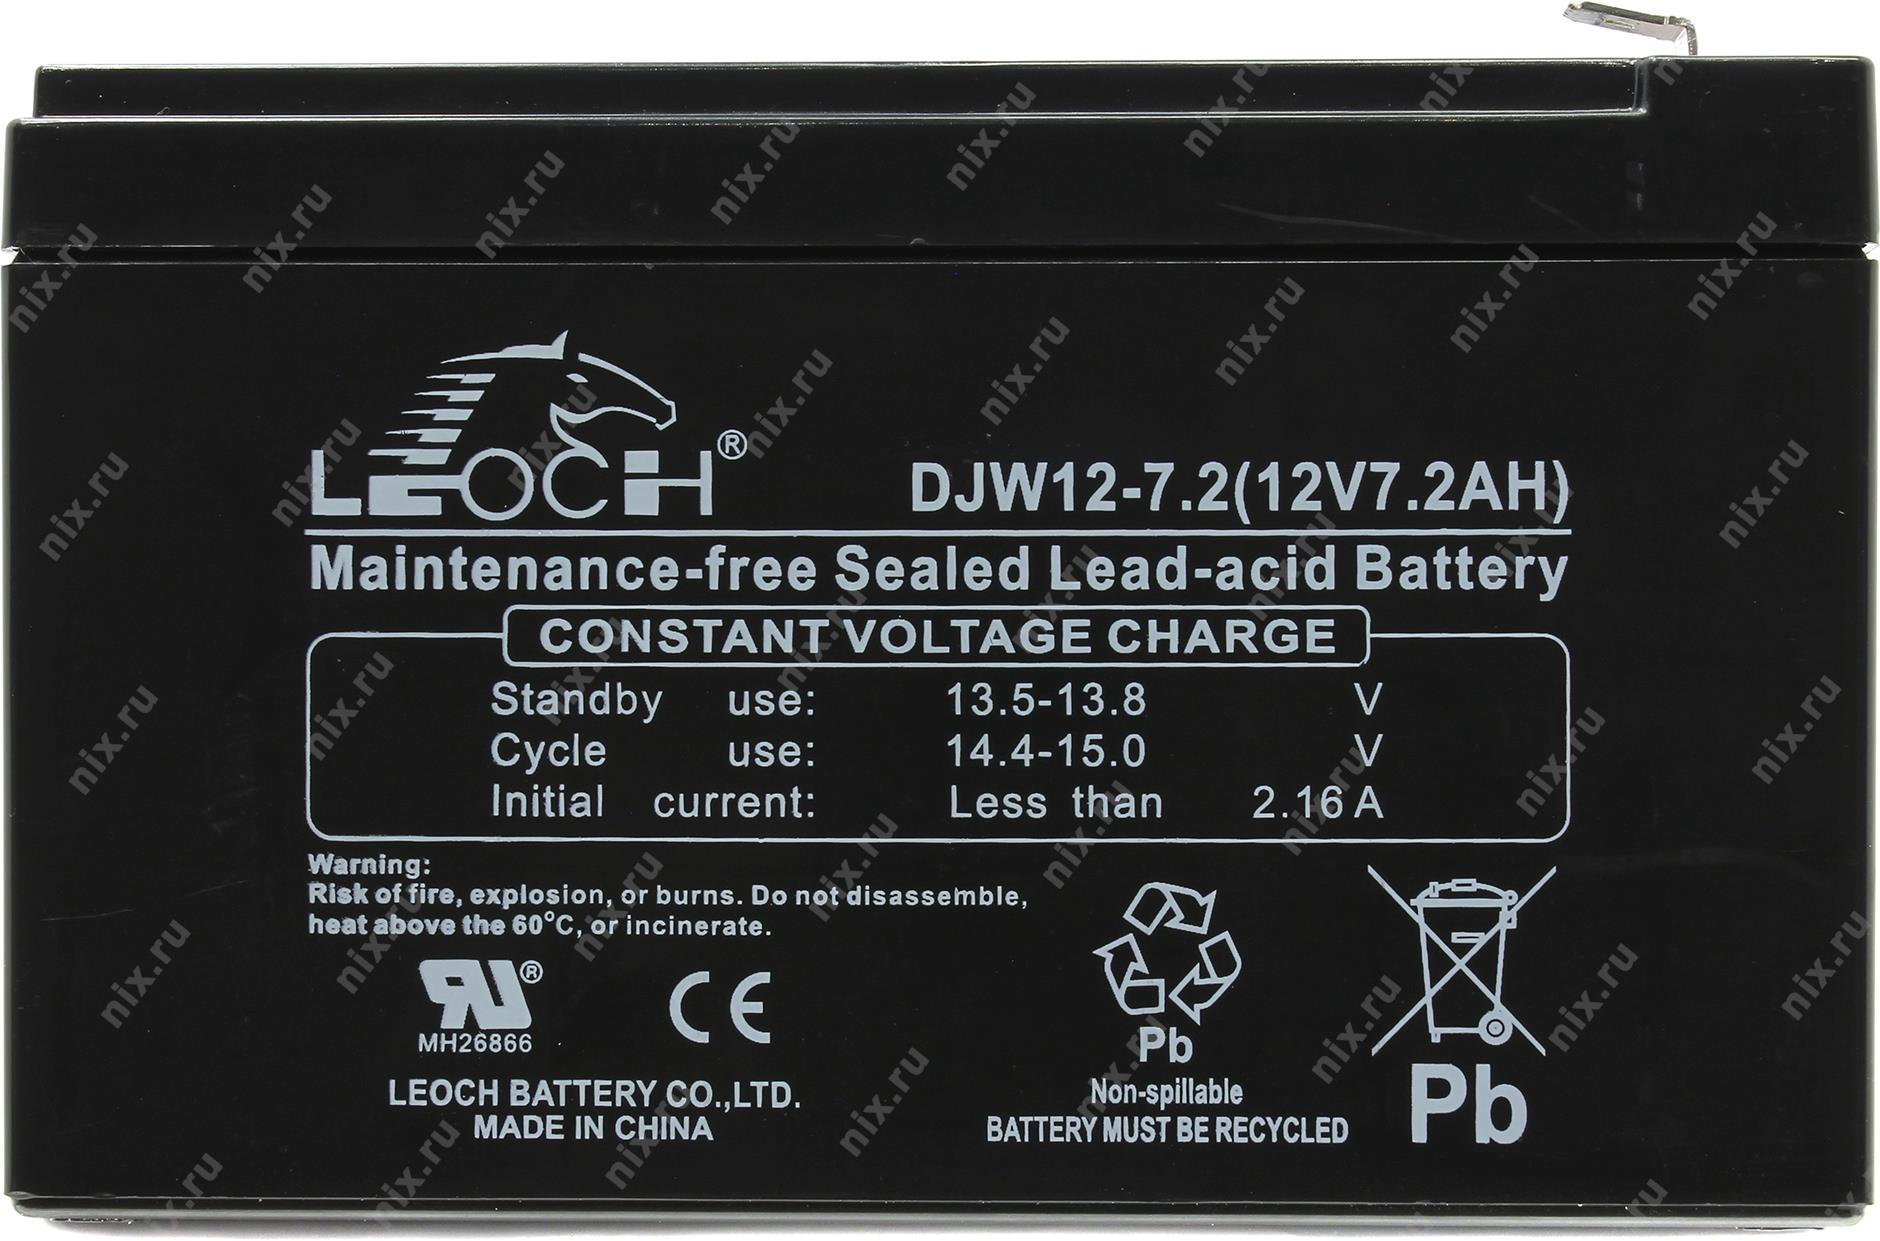 LEOCH®
DJW12-7.2(12V7.2AH)
Maintenance-free Sealed Lead-acid Battery
CONSTANT VOLTAGE CHARGE
Standby use: 13.5-13.8 V
Cycle use: 14.4-15.0 V
Initial current: Less than 2.16 A
Warning:
Risk of fire, explosion, or burns. Do not disassemble,
heat above the 60°C, or incinerate.
RU®
MH26866
CE
LEOCH BATTERY CO.,LTD.
MADE IN CHINA
Pb
Non-spillable
BATTERY MUST BE RECYCLED
Pb
nix.ru